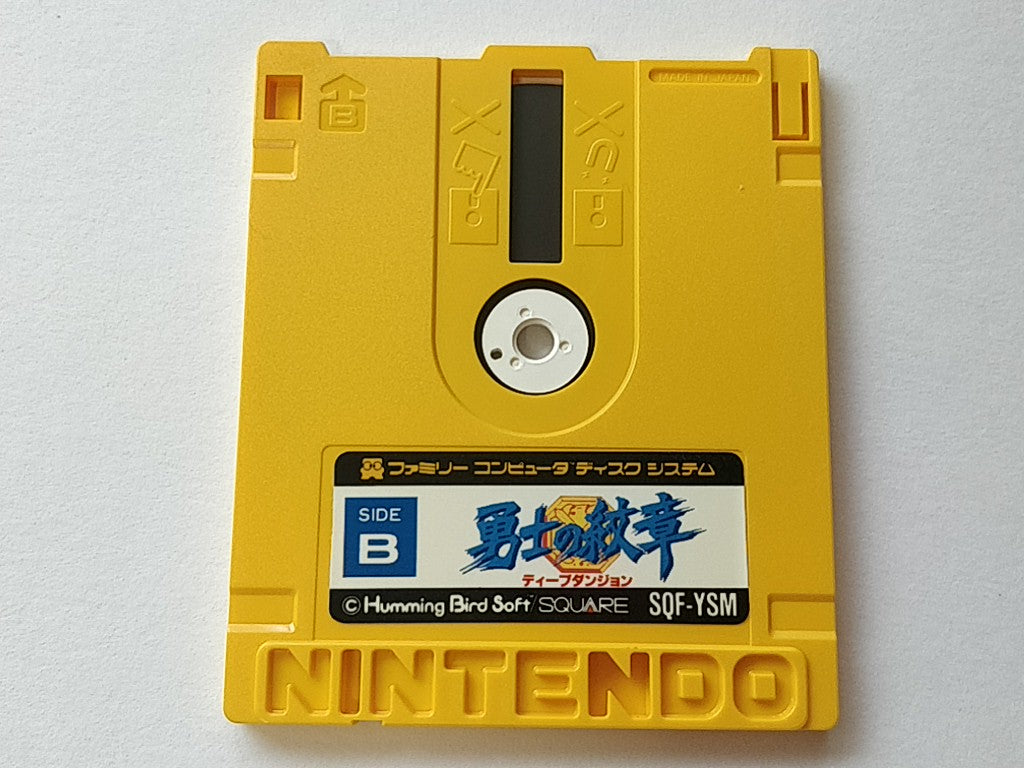 B
MADE IN JAPAN
ファミリー コンピュータ ディスク システム
SIDE
B
勇士の紋章
ディープダンジョン
© Humming Bird Soft / SQUARE SQF-YSM
NINTENDO